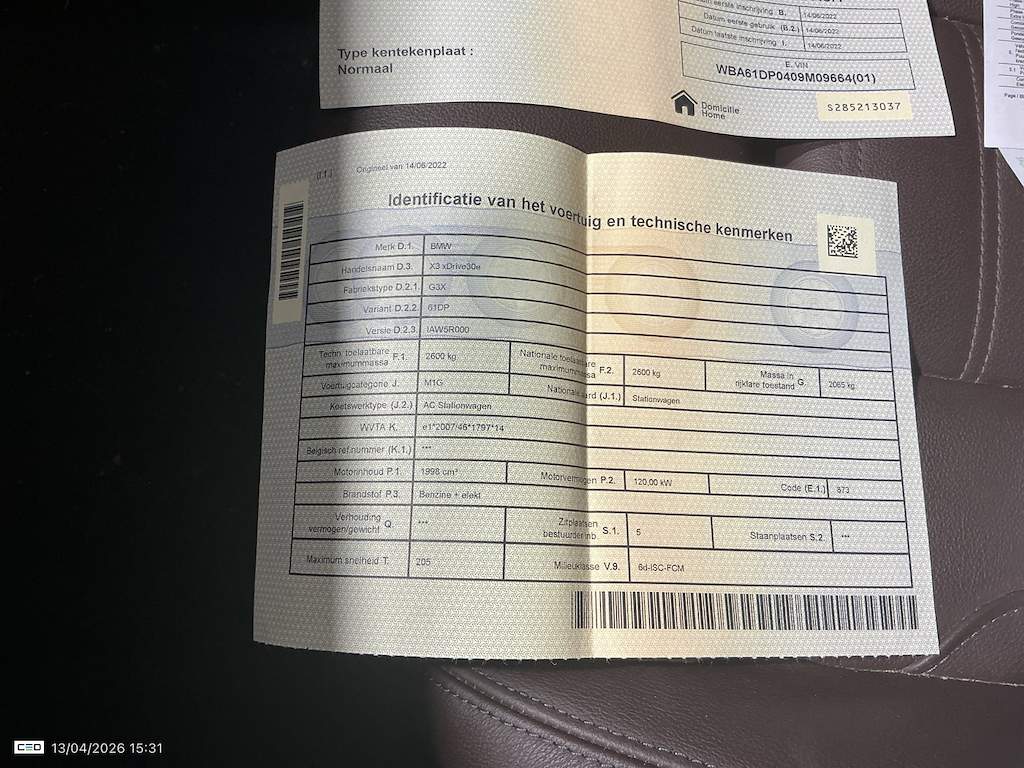 Datum eerste inschrijving B. 14/06/2022
Datum eerste gebruik (B.2) 14/06/2022
Datum laatste inschrijving I. 14/06/2022
E. VIN
WBA61DP0409M09664(01)
Type kentekenplaat :
Normaal
Domicilie
Home
S285213037
Origineel van 14/06/2022
Identificatie van het voertuig en technische kenmerken
Merk D.1. BMW
Handelsnaam D.3. X3 xDrive30e
Fabriekstype D.2.1. G3X
Variant D.2.2. 61DP
Versie D.2.3. IAW5R000
Techn. toelaatbare maximummassa F.1. 2600 kg Nationale toelaatbare maximummassa F.2. 2600 kg Massa in rijklare toestand G. 2065 kg
Voertuigcategorie J. M1G Nationale aard (J.1.) Stationwagen
Koetswerktype (J.2.) AC Stationwagen
WVTA K. e1*2007/46*1797*14
Belgisch ref.nummer (K.1.) ***
Motorinhoud P.1. 1998 cm³ Motorvermogen P.2. 120,00 kW Code (E.1.) 873
Brandstof P.3. Benzine + elekt
Verhouding vermogen/gewicht Q. *** Zitplaatsen bestuurder inb. S.1. 5 Staanplaatsen S.2. ***
Maximum snelheid T. 205 Milieuklasse V.9. 6d-ISC-FCM
CEO 13/04/2026 15:31